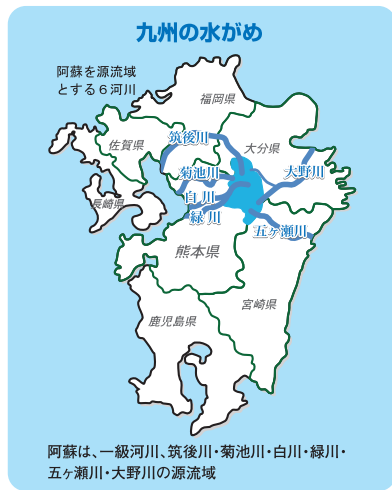 九州の水がめ
阿蘇を源流域
とする6河川
福岡県
筑後川
大分県
佐賀県
菊池川
大野川
白川
長崎県
緑川
五ヶ瀬川
熊本県
宮崎県
鹿児島県
阿蘇は、一級河川、筑後川・菊池川・白川・緑川・
五ヶ瀬川・大野川の源流域